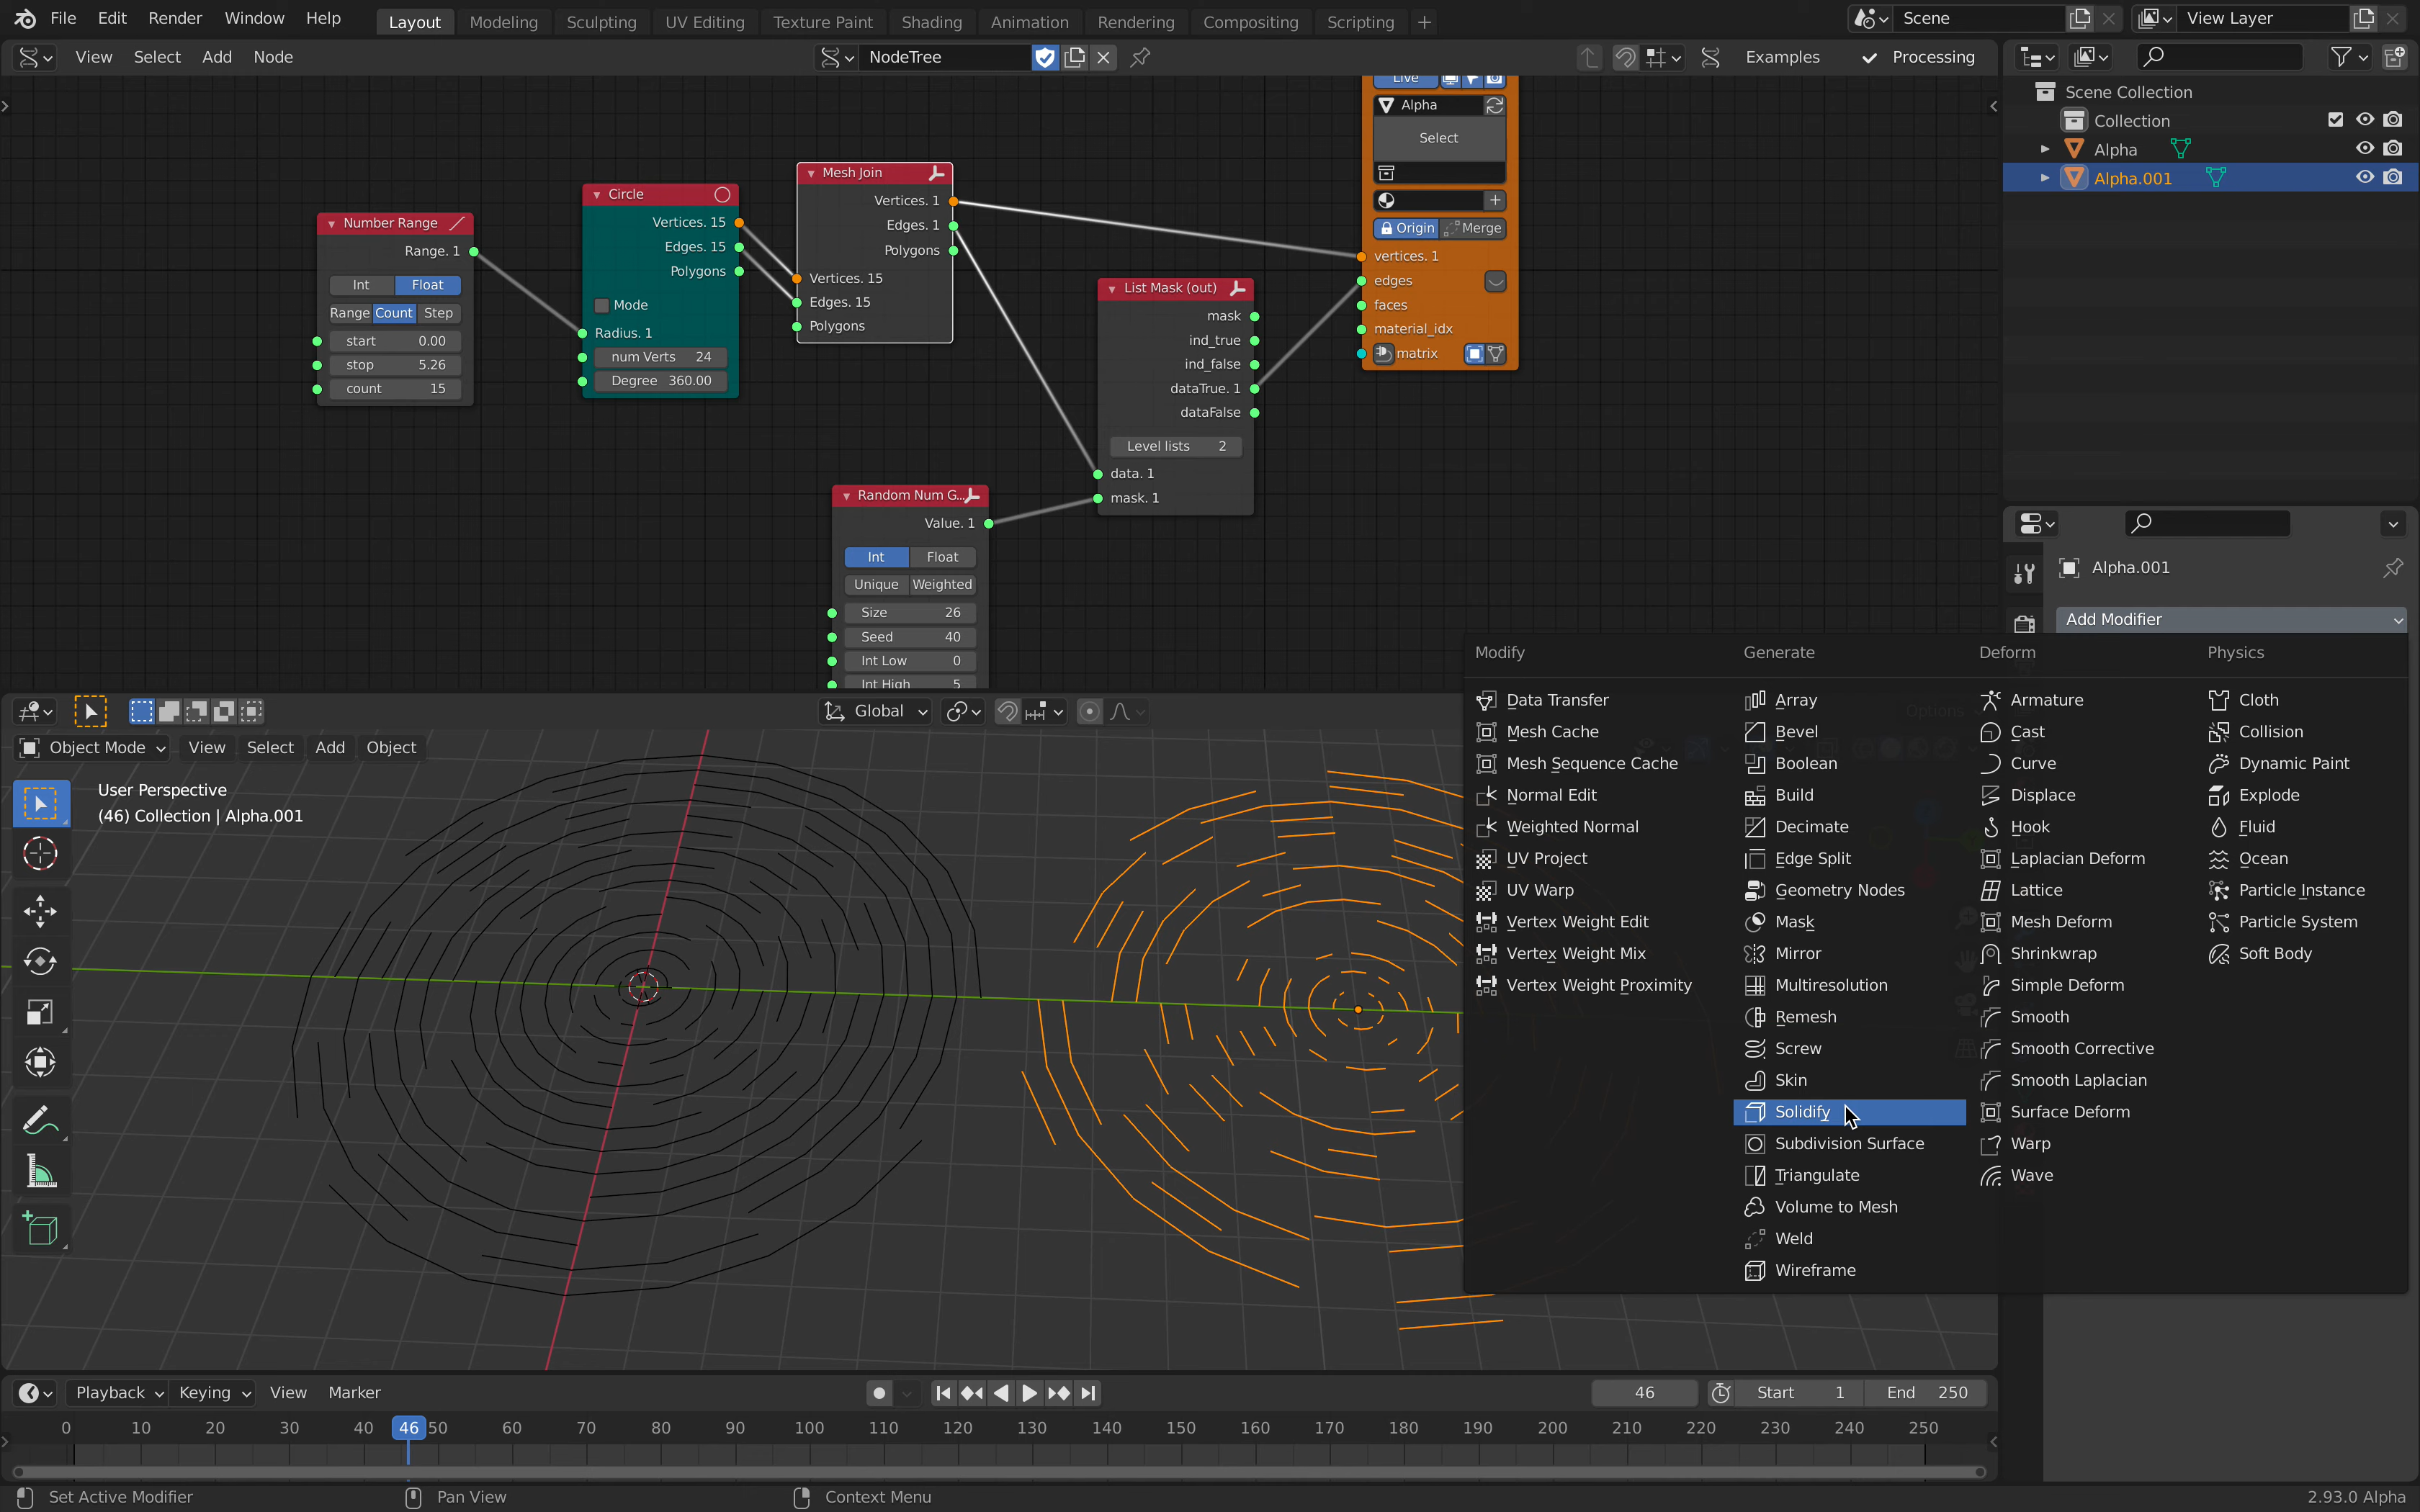 File Edit Render Window Help Layout Modeling Sculpting UV Editing Texture Paint Shading Animation Rendering Compositing Scripting + Scene View Layer
View Select Add Node NodeTree Examples Processing
Live
Alpha
Select
Origin Merge
vertices. 1
edges
faces
material_idx
matrix
Mesh Join
Vertices. 1
Edges. 1
Polygons
Vertices. 15
Edges. 15
Polygons
Circle
Vertices. 15
Edges. 15
Polygons
Mode
Radius. 1
num Verts 24
Degree 360.00
Number Range
Range. 1
Int Float
Range Count Step
start 0.00
stop 5.26
count 15
List Mask (out)
mask
ind_true
ind_false
dataTrue. 1
dataFalse
Level lists 2
data. 1
mask. 1
Random Num G...
Value. 1
Int Float
Unique Weighted
Size 26
Seed 40
Int Low 0
Int High 5
Scene Collection
Collection
Alpha
Alpha.001
Alpha.001
Add Modifier
Modify
Data Transfer
Mesh Cache
Mesh Sequence Cache
Normal Edit
Weighted Normal
UV Project
UV Warp
Vertex Weight Edit
Vertex Weight Mix
Vertex Weight Proximity
Generate
Array
Bevel
Boolean
Build
Decimate
Edge Split
Geometry Nodes
Mask
Mirror
Multiresolution
Remesh
Screw
Skin
Solidify
Subdivision Surface
Triangulate
Volume to Mesh
Weld
Wireframe
Deform
Armature
Cast
Curve
Displace
Hook
Laplacian Deform
Lattice
Mesh Deform
Shrinkwrap
Simple Deform
Smooth
Smooth Corrective
Smooth Laplacian
Surface Deform
Warp
Wave
Physics
Cloth
Collision
Dynamic Paint
Explode
Fluid
Ocean
Particle Instance
Particle System
Soft Body
Global
Options
Object Mode View Select Add Object
User Perspective
(46) Collection | Alpha.001
Playback Keying View Marker 46 Start 1 End 250
0 10 20 30 40 46 50 60 70 80 90 100 110 120 130 140 150 160 170 180 190 200 210 220 230 240 250
Set Active Modifier Pan View Context Menu 2.93.0 Alpha